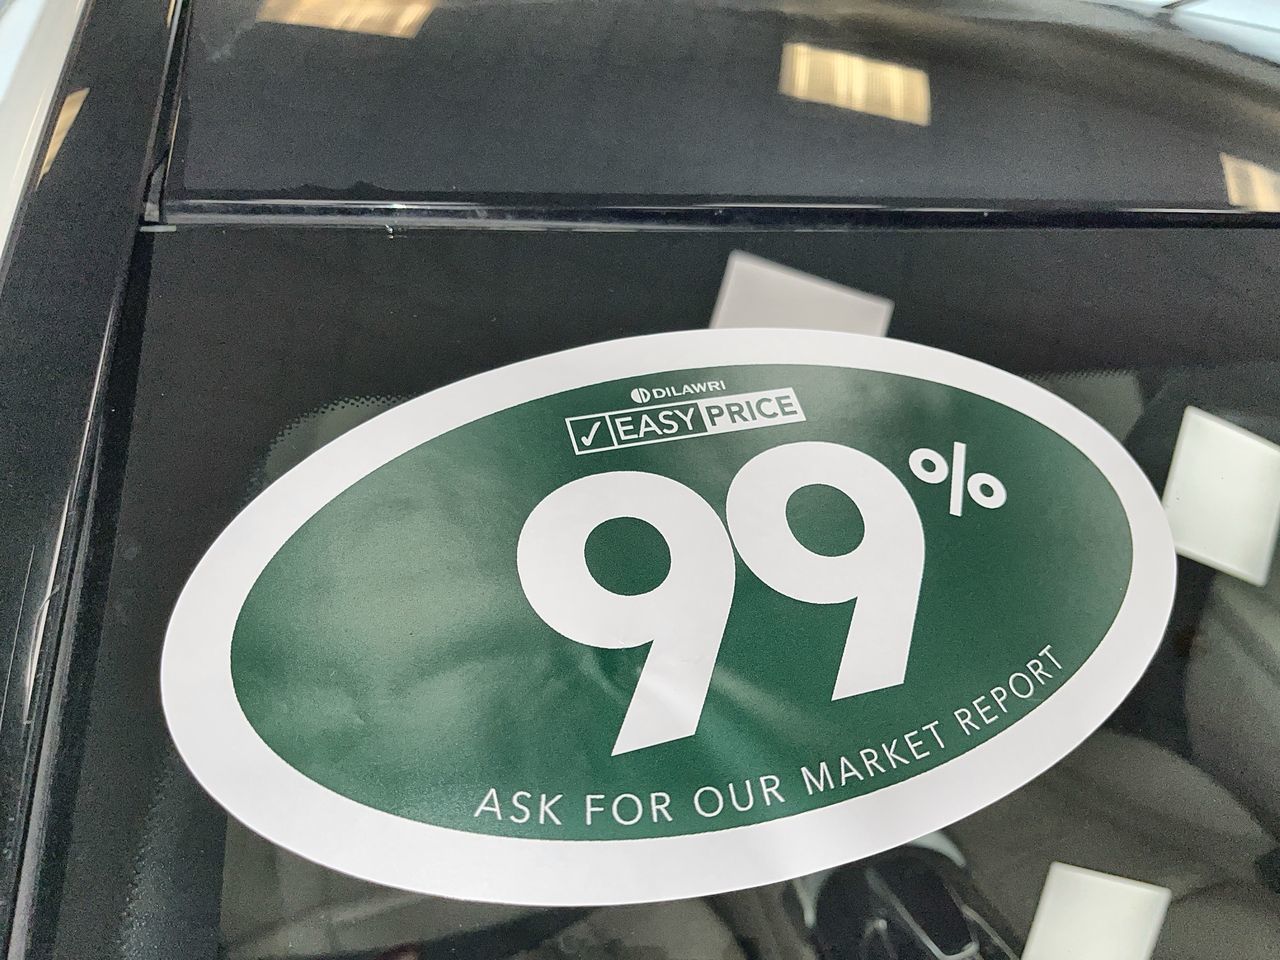 DILAWRI
✓ EASY PRICE
99%
ASK FOR OUR MARKET REPORT